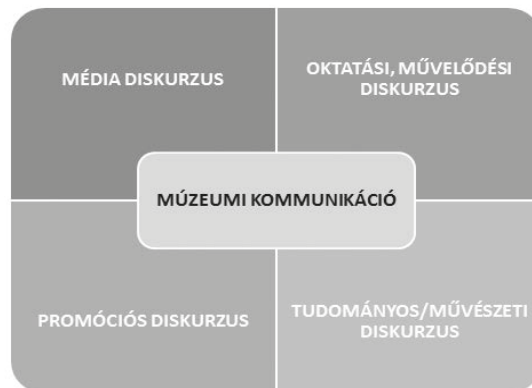 MÉDIA DISKURZUS
OKTATÁSI, MŰVELŐDÉSI
DISKURZUS
MÚZEUMI KOMMUNIKÁCIÓ
PROMÓCIÓS DISKURZUS
TUDOMÁNYOS/MŰVÉSZETI
DISKURZUS